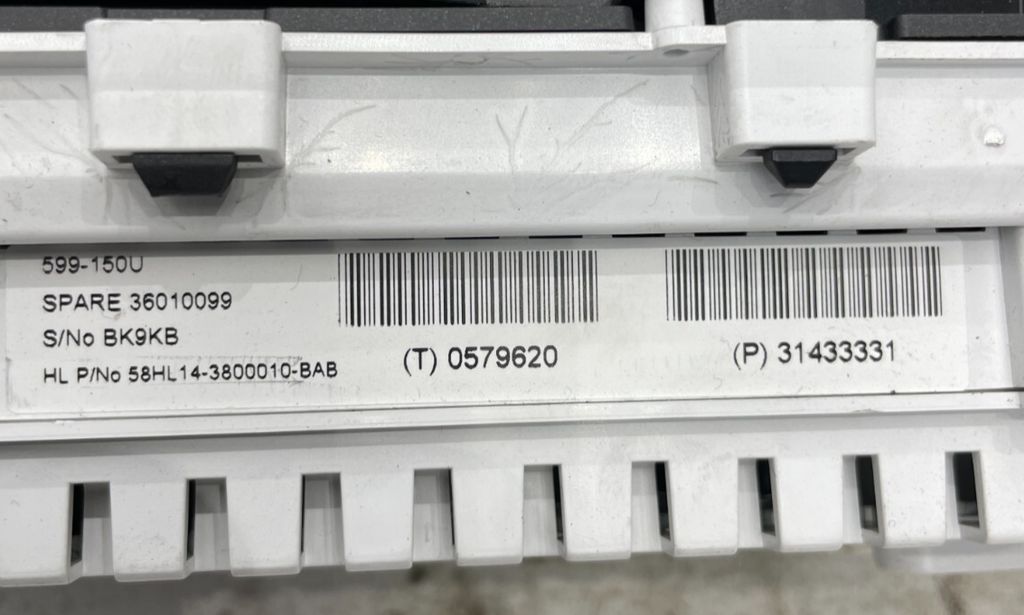 599-150U
SPARE 36010099
S/No BK9KB
HL P/No 58HL14-3800010-BAB
(T) 0579620
(P) 31433331